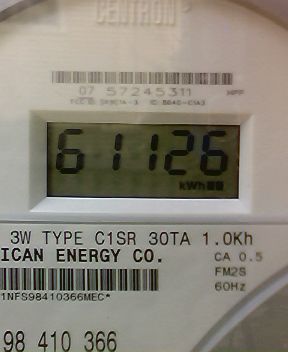 CENTRON
07 57245311
61126
kWh
3W TYPE C1SR 30TA 1.0Kh
ICAN ENERGY CO. CA 0.5
FM2S
60Hz
1NFS98410366MEC*
98 410 366